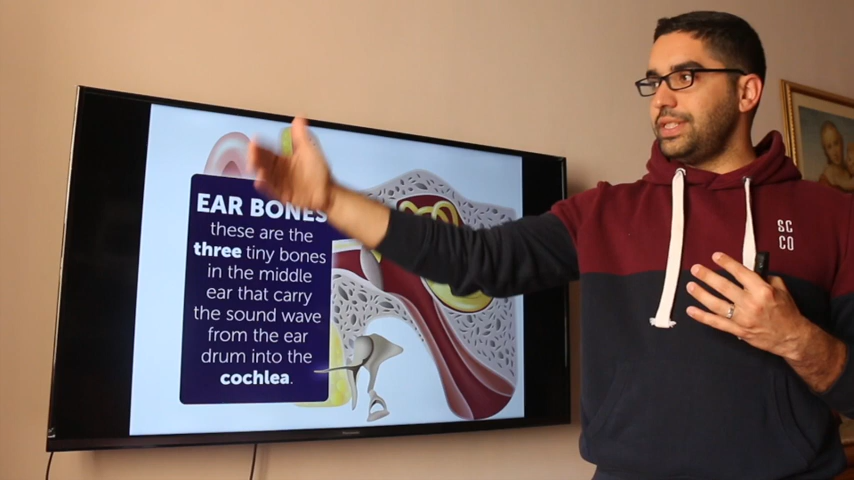 EAR BONES
these are the
three tiny bones
in the middle
ear that carry
the sound wave
from the ear
drum into the
cochlea.
Panasonic
SC
CO